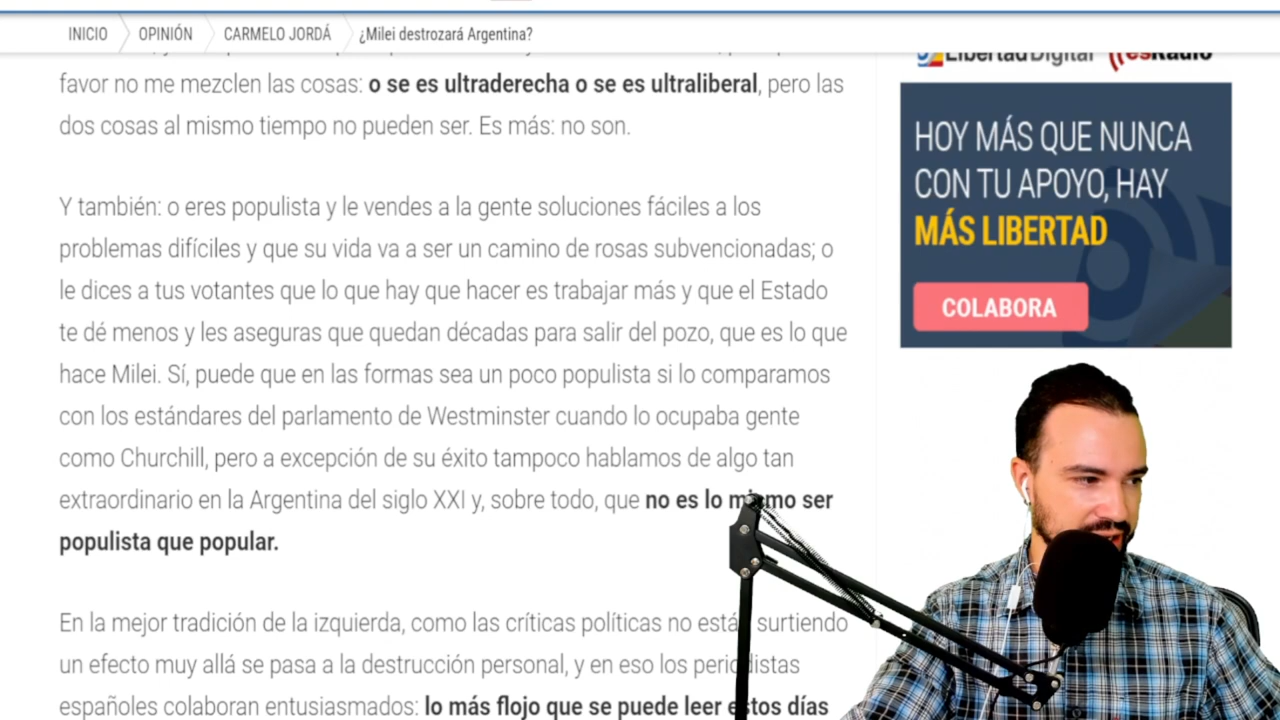 INICIO
OPINIÓN
CARMELO JORDÁ
¿Milei destrozará Argentina?
favor no me mezclen las cosas: o se es ultraderecha o se es ultraliberal, pero las
dos cosas al mismo tiempo no pueden ser. Es más: no son.
Y también: o eres populista y le vendes a la gente soluciones fáciles a los
problemas difíciles y que su vida va a ser un camino de rosas subvencionadas; o
le dices a tus votantes que lo que hay que hacer es trabajar más y que el Estado
te dé menos y les aseguras que quedan décadas para salir del pozo, que es lo que
hace Milei. Sí, puede que en las formas sea un poco populista si lo comparamos
con los estándares del parlamento de Westminster cuando lo ocupaba gente
como Churchill, pero a excepción de su éxito tampoco hablamos de algo tan
extraordinario en la Argentina del siglo XXI y, sobre todo, que no es lo mismo ser
populista que popular.
En la mejor tradición de la izquierda, como las críticas políticas no están surtiendo
un efecto muy allá se pasa a la destrucción personal, y en eso los periodistas
españoles colaboran entusiasmados: lo más flojo que se puede leer estos días
Libertad Digital esRadio
HOY MÁS QUE NUNCA
CON TU APOYO, HAY
MÁS LIBERTAD
COLABORA